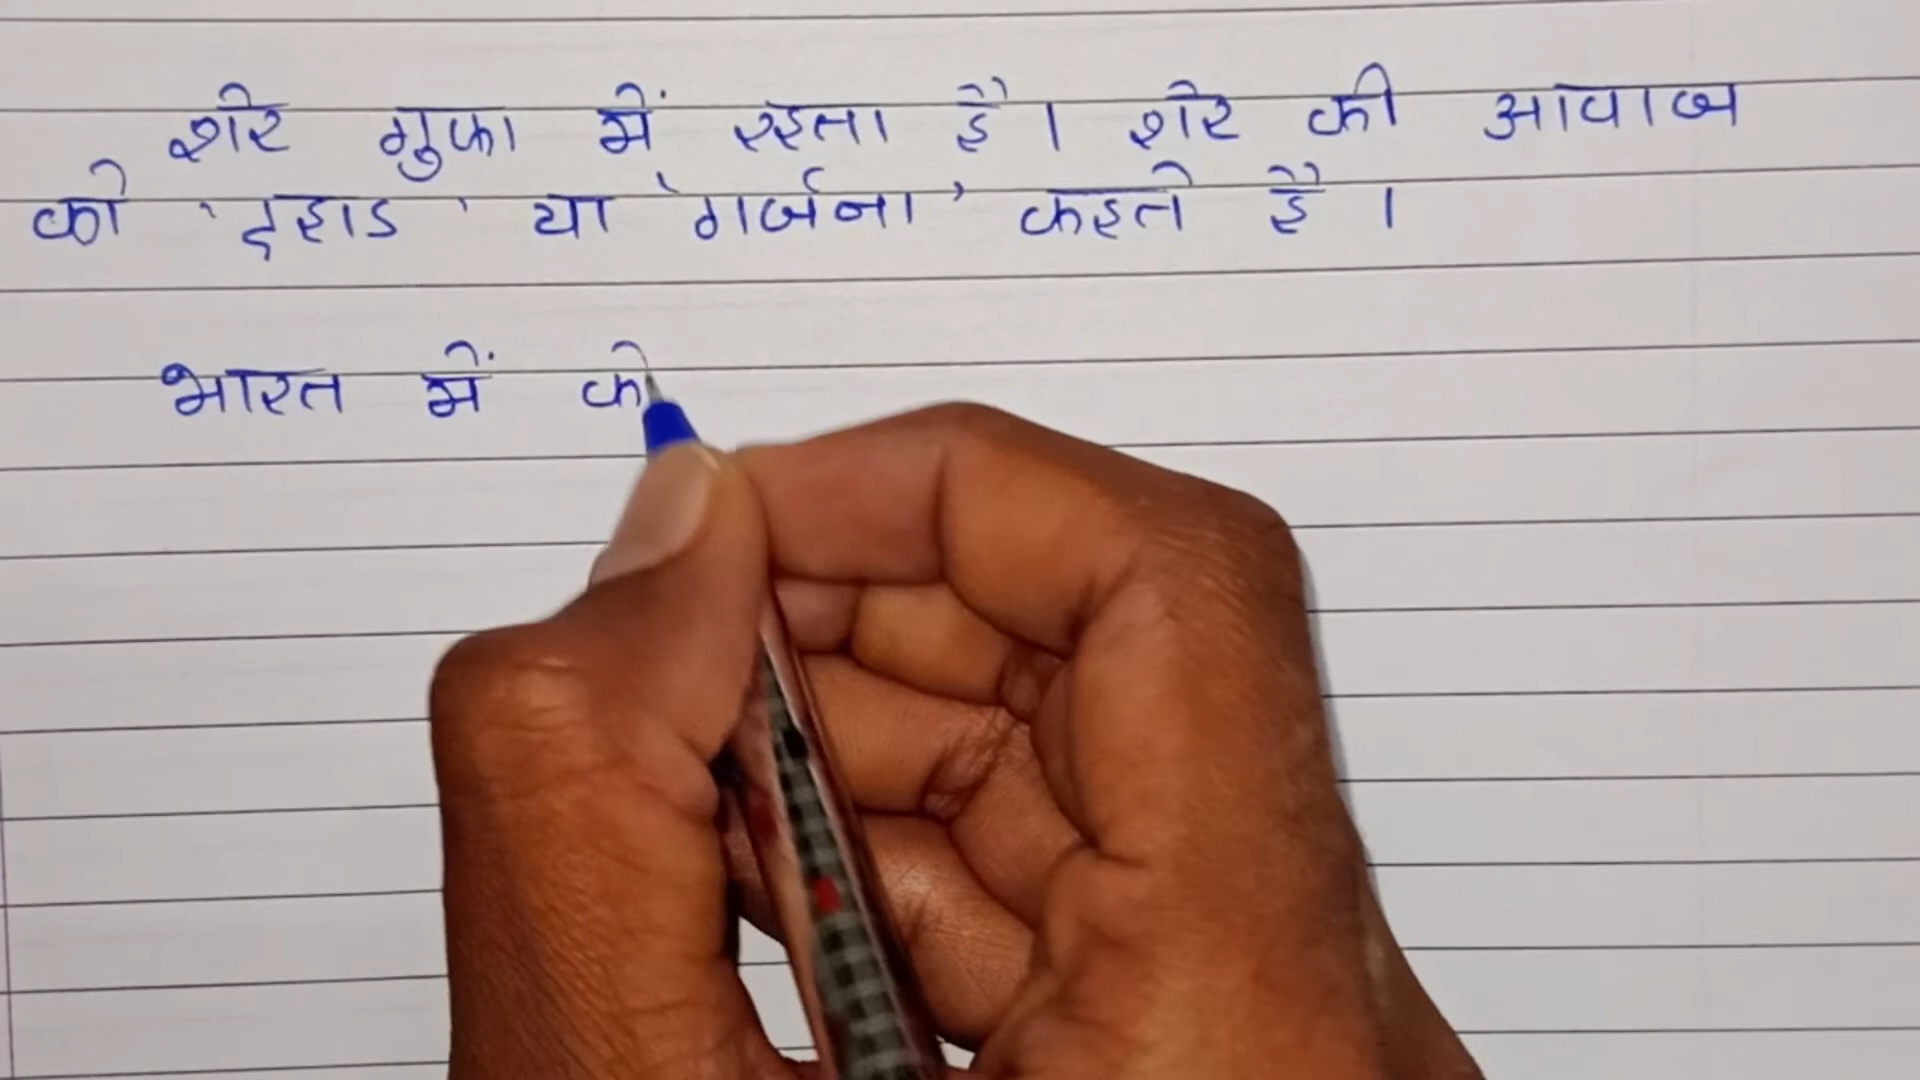 शेर गुफा में रहता है । शेर की आवाज
को 'दहाड' या 'गर्जना' कहते है ।
भारत में के